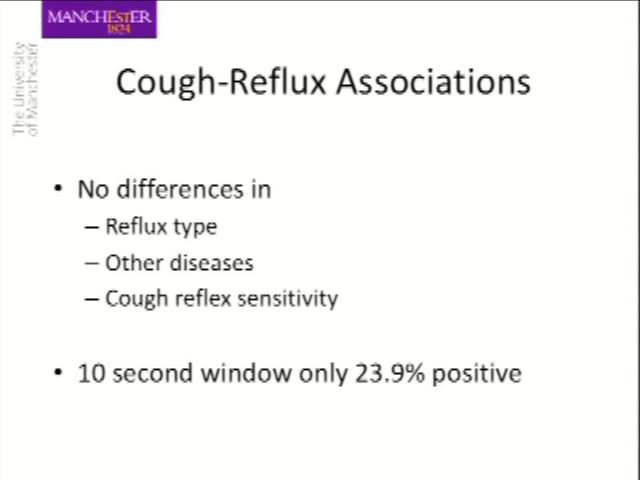 MANCHESTER
1824
The University
of Manchester
Cough-Reflux Associations
• No differences in
– Reflux type
– Other diseases
– Cough reflex sensitivity
• 10 second window only 23.9% positive